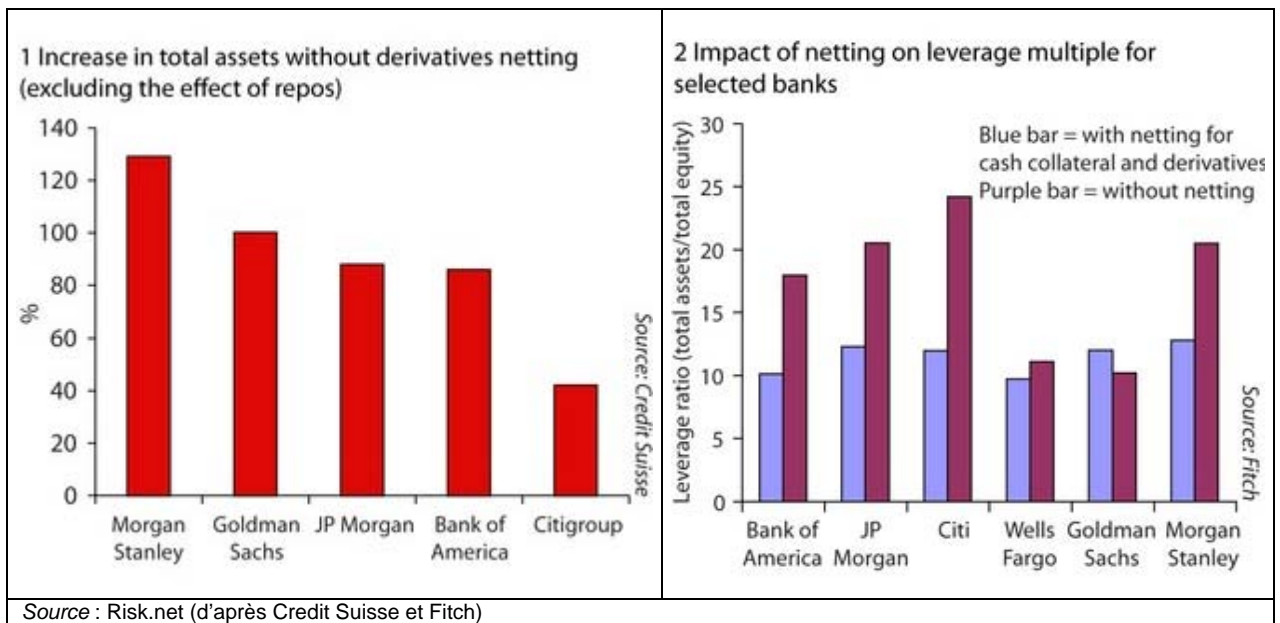 1 Increase in total assets without derivatives netting
(excluding the effect of repos)
140
120
100
80
60
40
20
0
%
Morgan
Stanley
Goldman
Sachs
JP Morgan
Bank of
America
Citigroup
Source: Credit Suisse
2 Impact of netting on leverage multiple for
selected banks
Leverage ratio (total assets/total equity)
30
25
20
15
10
5
0
Blue bar = with netting for
cash collateral and derivatives
Purple bar = without netting
Bank of
America
JP
Morgan
Citi
Wells
Fargo
Goldman
Sachs
Morgan
Stanley
Source: Fitch
Source : Risk.net (d'après Credit Suisse et Fitch)